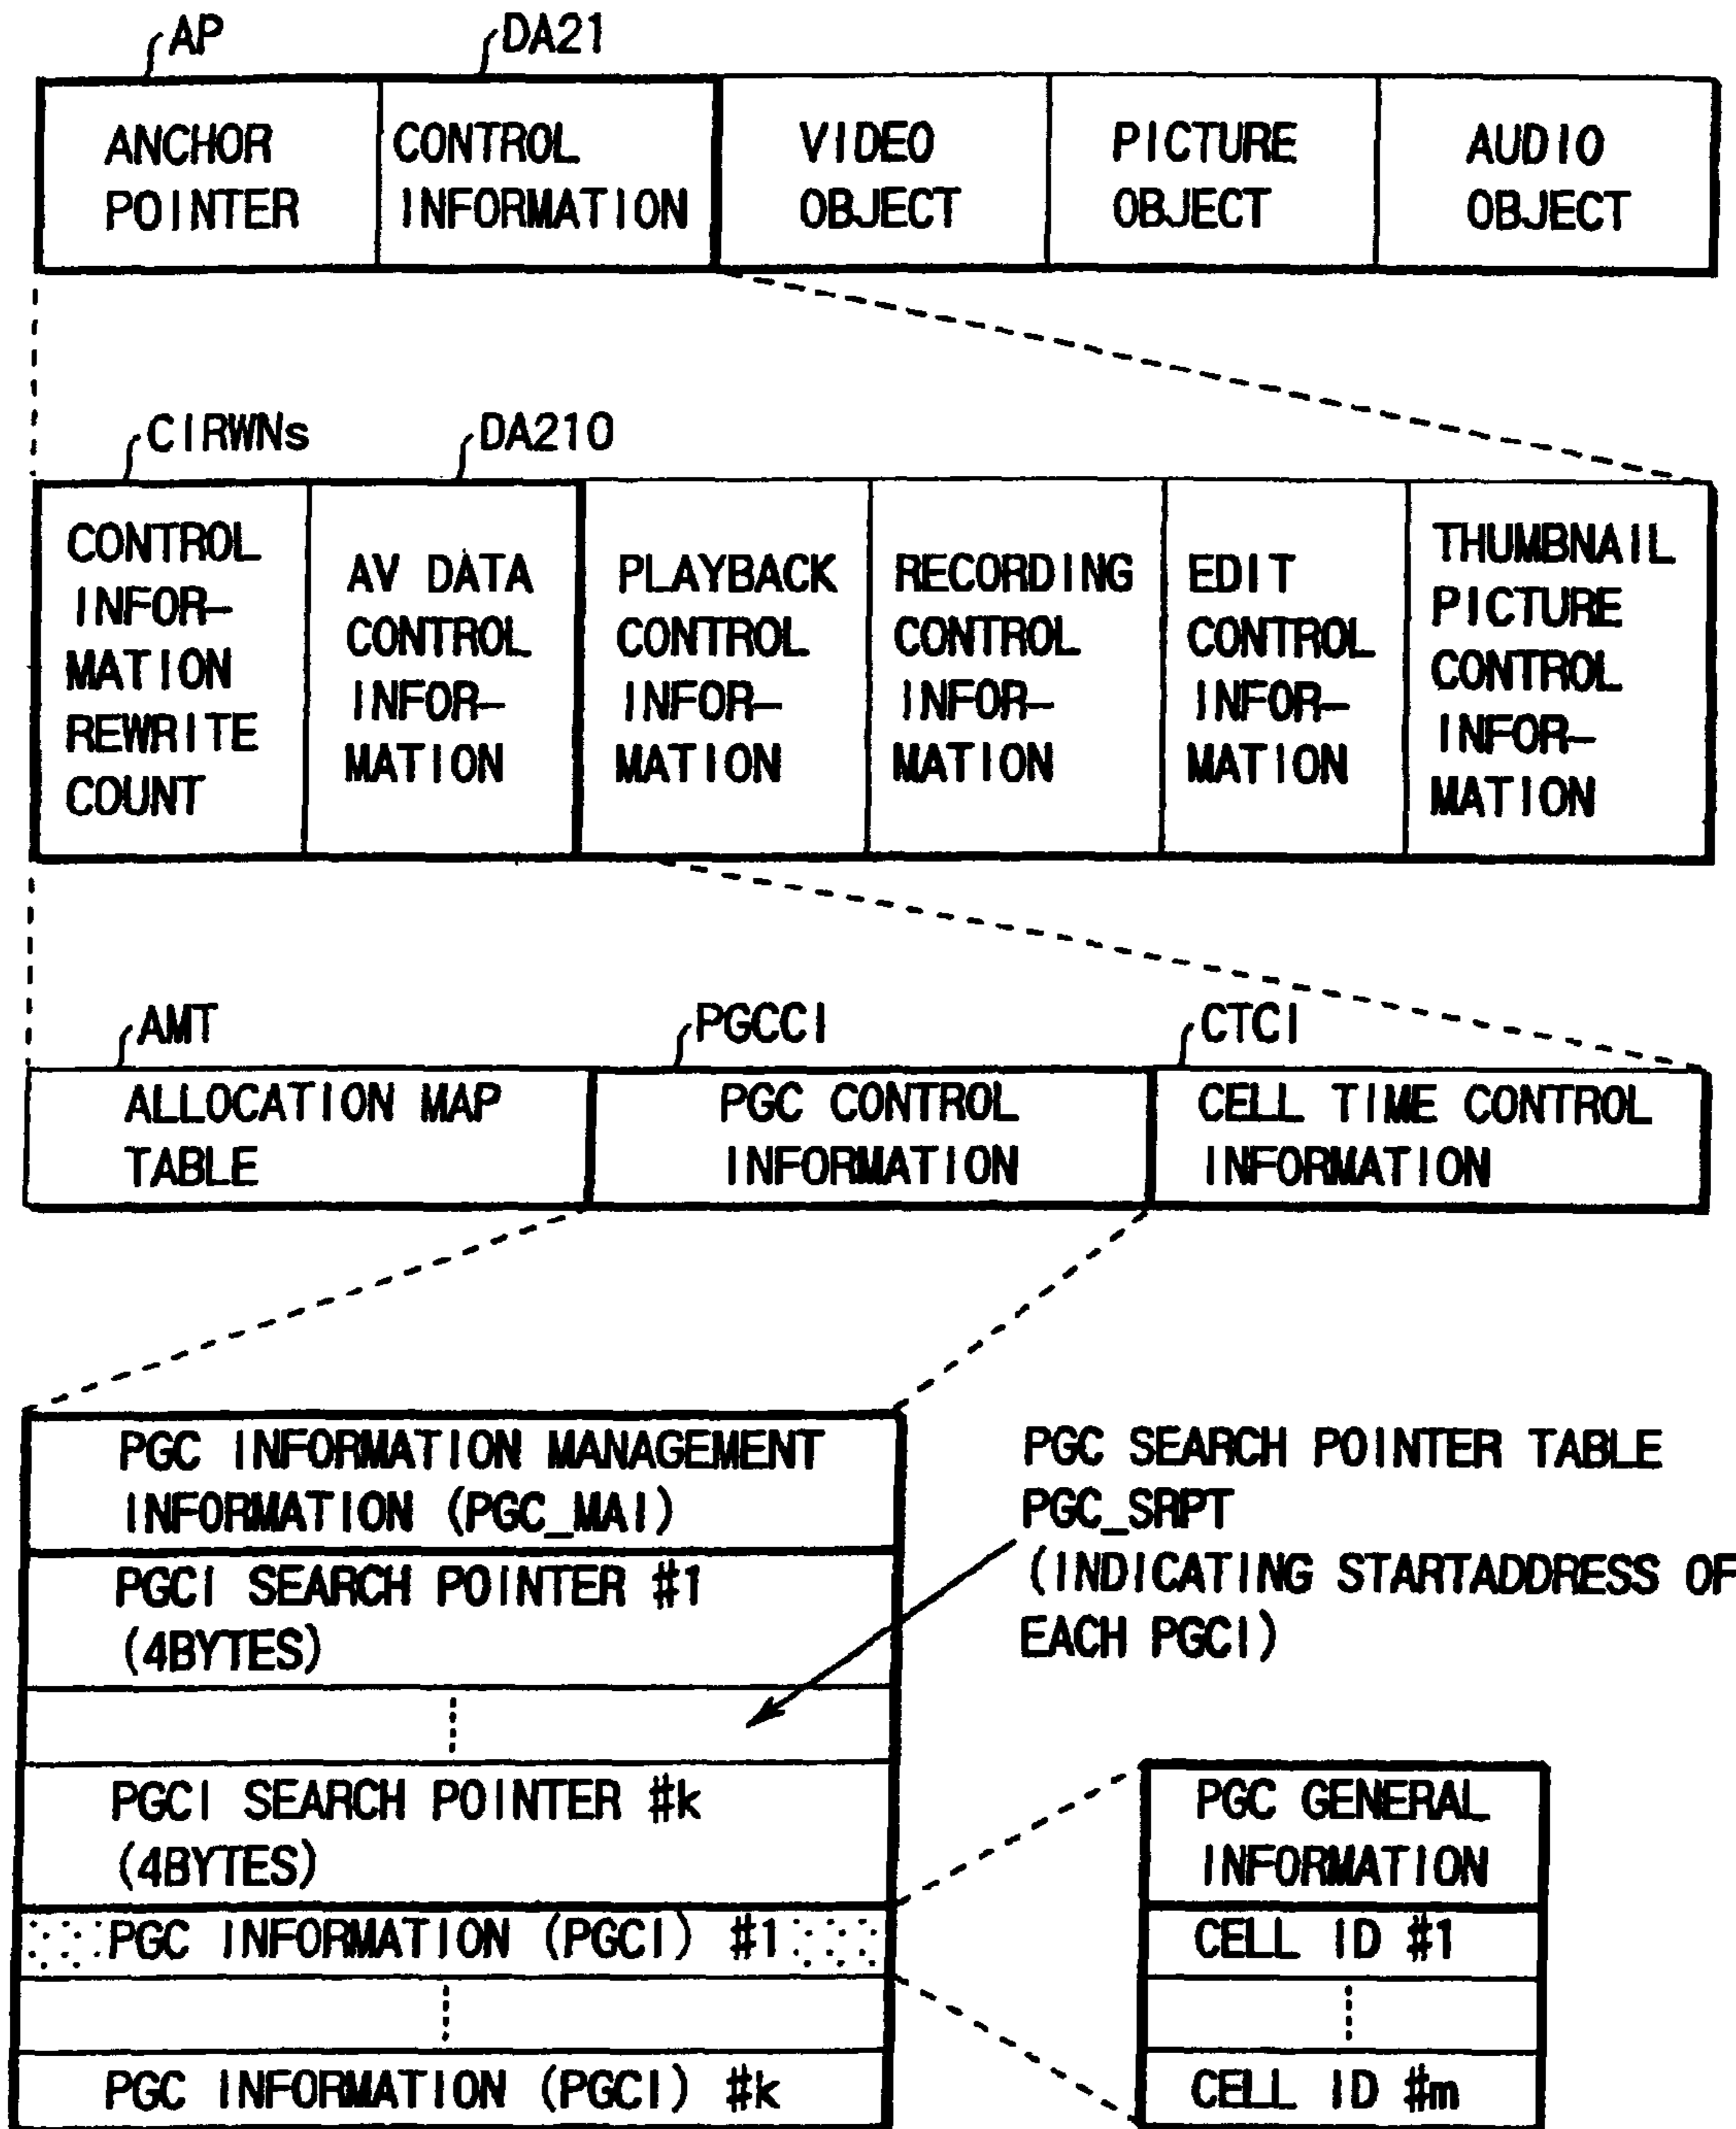 AP
DA21
ANCHOR
POINTER
CONTROL
INFORMATION
VIDEO
OBJECT
PICTURE
OBJECT
AUDIO
OBJECT
CIRWNs
DA210
CONTROL
INFOR-
MATION
REWRITE
COUNT
AV DATA
CONTROL
INFOR-
MATION
PLAYBACK
CONTROL
INFOR-
MATION
RECORDING
CONTROL
INFOR-
MATION
EDIT
CONTROL
INFOR-
MATION
THUMBNAIL
PICTURE
CONTROL
INFOR-
MATION
AMT
PGCCI
CTCI
ALLOCATION MAP
TABLE
PGC CONTROL
INFORMATION
CELL TIME CONTROL
INFORMATION
PGC INFORMATION MANAGEMENT
INFORMATION (PGC_MAI)
PGCI SEARCH POINTER #1
(4BYTES)
PGCI SEARCH POINTER #k
(4BYTES)
PGC INFORMATION (PGCI) #1
PGC INFORMATION (PGCI) #k
PGC SEARCH POINTER TABLE
PGC_SRPT
(INDICATING STARTADDRESS OF
EACH PGCI)
PGC GENERAL
INFORMATION
CELL ID #1
CELL ID #m